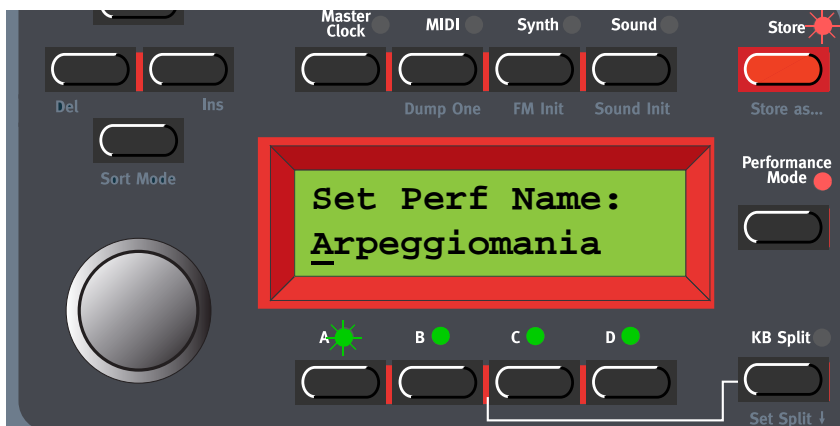 Master
Clock
MIDI
Synth
Sound
Store
Del
Ins
Dump One
FM Init
Sound Init
Store as...
Sort Mode
Performance
Mode
Set Perf Name:
Arpeggiomania
A
B
C
D
KB Split
Set Split ↓